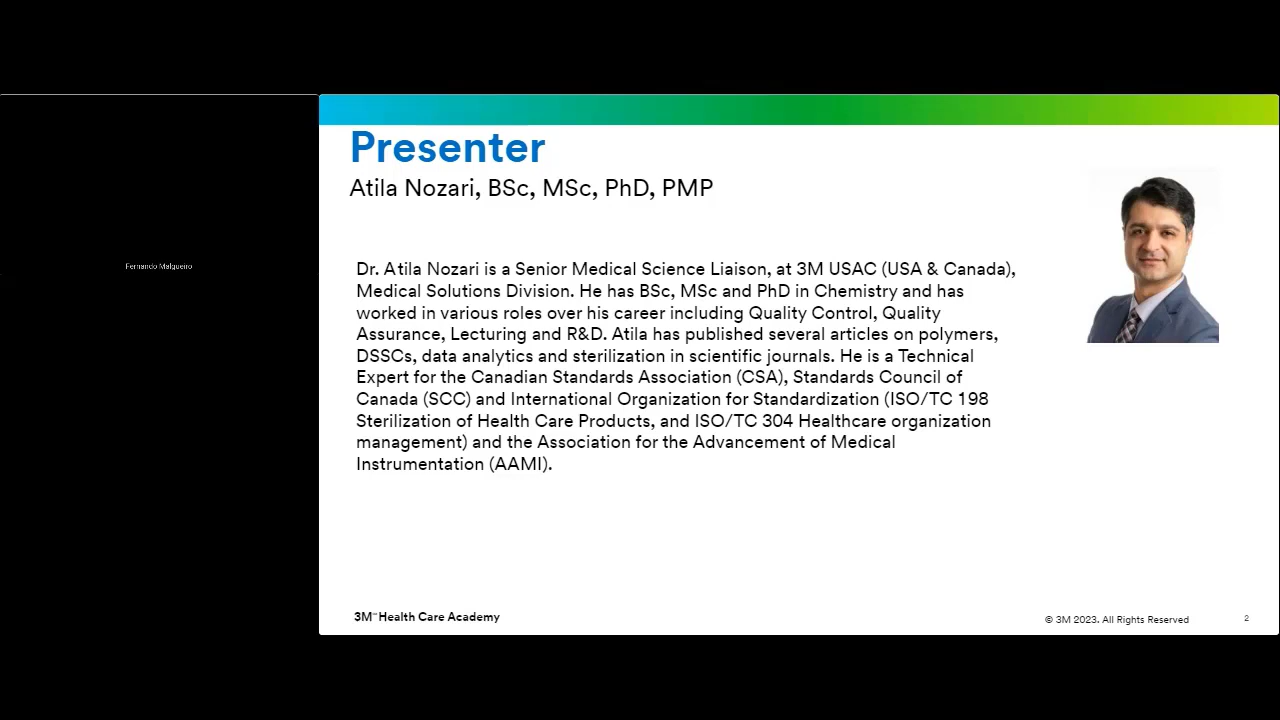 Fernando Malgueiro
Presenter
Atila Nozari, BSc, MSc, PhD, PMP
Dr. Atila Nozari is a Senior Medical Science Liaison, at 3M USAC (USA & Canada),
Medical Solutions Division. He has BSc, MSc and PhD in Chemistry and has
worked in various roles over his career including Quality Control, Quality
Assurance, Lecturing and R&D. Atila has published several articles on polymers,
DSSCs, data analytics and sterilization in scientific journals. He is a Technical
Expert for the Canadian Standards Association (CSA), Standards Council of
Canada (SCC) and International Organization for Standardization (ISO/TC 198
Sterilization of Health Care Products, and ISO/TC 304 Healthcare organization
management) and the Association for the Advancement of Medical
Instrumentation (AAMI).
3M™ Health Care Academy
© 3M 2023. All Rights Reserved
2